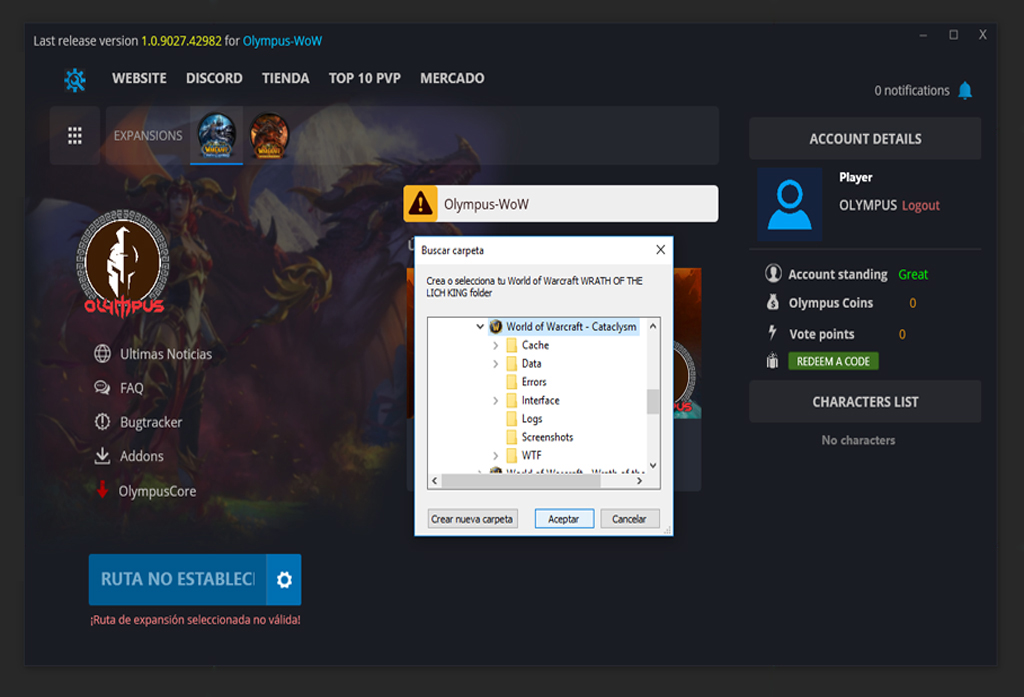 Last release version 1.0.9027.42982 for Olympus-WoW
WEBSITE DISCORD TIENDA TOP 10 PVP MERCADO
0 notifications
EXPANSIONS
ACCOUNT DETAILS
Player
OLYMPUS Logout
Olympus-WoW
Buscar carpeta
Crea o selecciona tu World of Warcraft WRATH OF THE
LICH KING folder
World of Warcraft - Cataclysm
Cache
Data
Errors
Interface
Logs
Screenshots
WTF
World of Warcraft - Wrath of the
Crear nueva carpeta Aceptar Cancelar
OLYMPUS
Ultimas Noticias
FAQ
Bugtracker
Addons
OlympusCore
RUTA NO ESTABLECI
¡Ruta de expansión seleccionada no válida!
Account standing Great
Olympus Coins 0
Vote points 0
REDEEM A CODE
CHARACTERS LIST
No characters